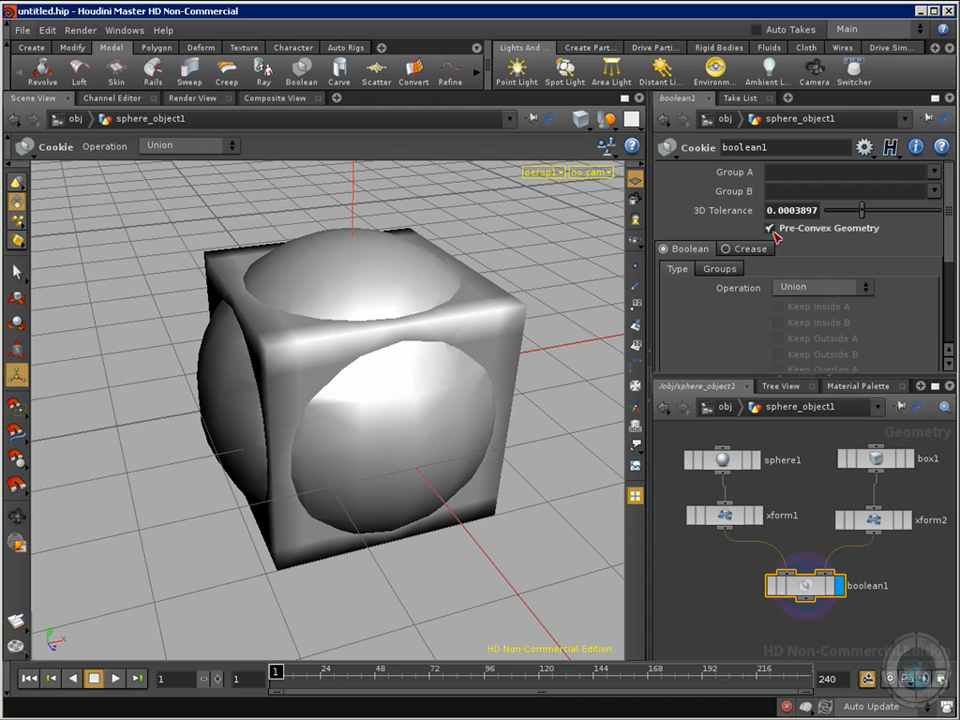 untitled.hip - Houdini Master HD Non-Commercial
File Edit Render Windows Help
Auto Takes Main
Create Modify Model Polygon Deform Texture Character Auto Rigs
Lights And ... Create Part... Drive Parti... Rigid Bodies Fluids Cloth Wires Drive Sim...
Revolve Loft Skin Rails Sweep Creep Ray Boolean Carve Scatter Convert Refine
Point Light Spot Light Area Light Distant Li... Environm... Ambient L... Camera Switcher
Scene View Channel Editor Render View Composite View
boolean1 Take List
obj sphere_object1
obj sphere_object1
Cookie Operation Union
Cookie boolean1
persp1 no cam
Group A
Group B
3D Tolerance 0.0003897
Pre-Convex Geometry
Boolean Crease
Type Groups
Operation Union
Keep Inside A
Keep Inside B
Keep Outside A
Keep Outside B
Keep Overlap A
/obj/sphere_object1 Tree View Material Palette
obj sphere_object1
Geometry
sphere1
box1
xform1
xform2
boolean1
HD Non-Commercial Edition
HD Non-Commercial Edition
1 1 1 24 48 72 96 120 144 168 192 216 240
Auto Update